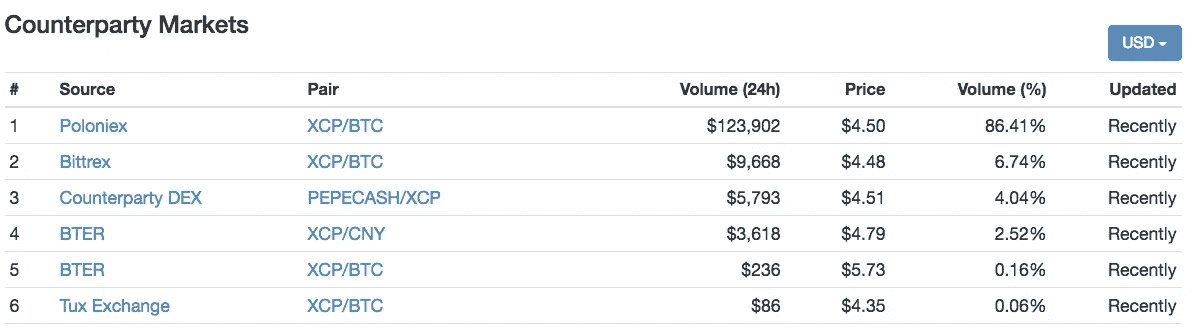 Counterparty Markets
USD
# Source Pair Volume (24h) Price Volume (%) Updated
1 Poloniex XCP/BTC $123,902 $4.50 86.41% Recently
2 Bittrex XCP/BTC $9,668 $4.48 6.74% Recently
3 Counterparty DEX PEPECASH/XCP $5,793 $4.51 4.04% Recently
4 BTER XCP/CNY $3,618 $4.79 2.52% Recently
5 BTER XCP/BTC $236 $5.73 0.16% Recently
6 Tux Exchange XCP/BTC $86 $4.35 0.06% Recently